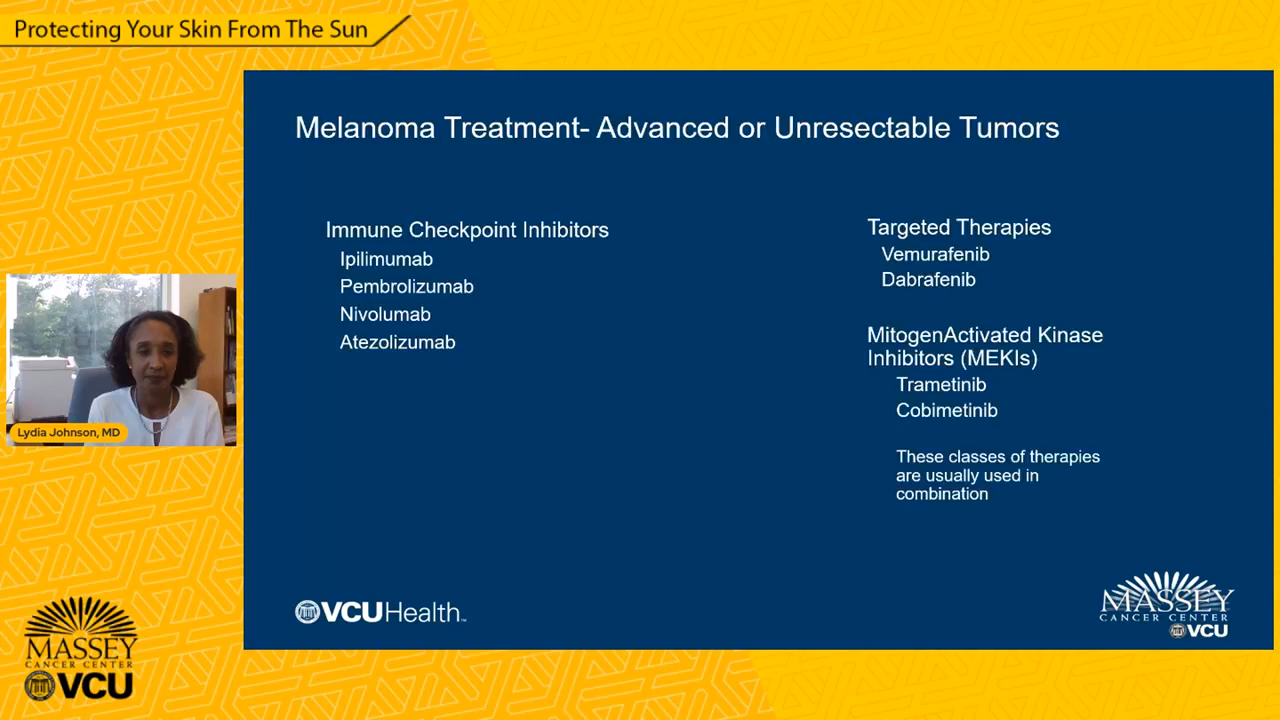 Protecting Your Skin From The Sun
Melanoma Treatment- Advanced or Unresectable Tumors
Immune Checkpoint Inhibitors
Ipilimumab
Pembrolizumab
Nivolumab
Atezolizumab
Targeted Therapies
Vemurafenib
Dabrafenib
MitogenActivated Kinase
Inhibitors (MEKIs)
Trametinib
Cobimetinib
These classes of therapies
are usually used in
combination
Lydia Johnson, MD
VCUHealth™
MASSEY
CANCER CENTER
VCU
MASSEY
CANCER CENTER
VCU